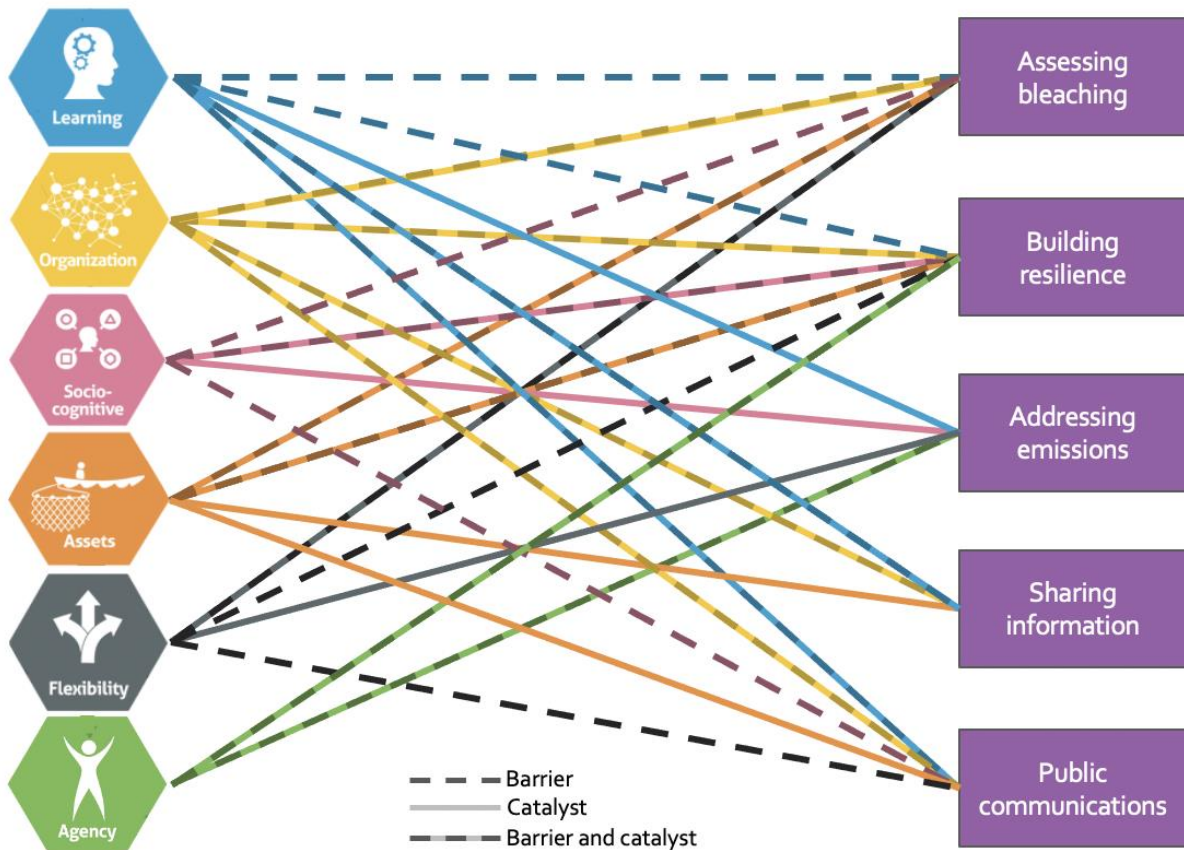 Learning
Organization
Socio-
cognitive
Assets
Flexibility
Agency
Assessing
bleaching
Building
resilience
Addressing
emissions
Sharing
information
Public
communications
Barrier
Catalyst
Barrier and catalyst